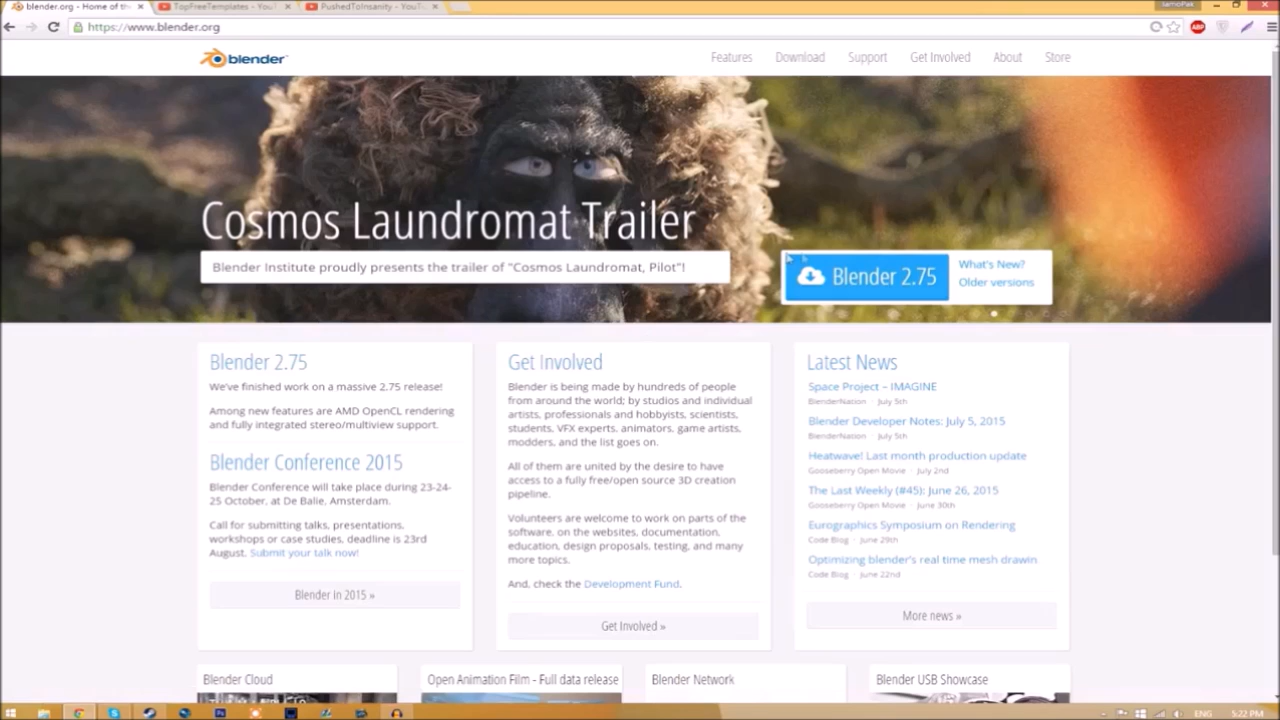 blender.org - Home of th
TopFreeTemplates - YouT
PushedToInsanity - YouT
https://www.blender.org
ABP
blender
Features
Download
Support
Get Involved
About
Store
Cosmos Laundromat Trailer
Blender Institute proudly presents the trailer of "Cosmos Laundromat, Pilot"!
Blender 2.75
What's New?
Older versions
Blender 2.75
We've finished work on a massive 2.75 release!
Among new features are AMD OpenCL rendering
and fully integrated stereo/multiview support.
Blender Conference 2015
Blender Conference will take place during 23-24-
25 October, at De Balie, Amsterdam.
Call for submitting talks, presentations,
workshops or case studies, deadline is 23rd
August. Submit your talk now!
Blender in 2015 »
Get Involved
Blender is being made by hundreds of people
from around the world; by studios and individual
artists, professionals and hobbyists, scientists,
students, VFX experts, animators, game artists,
modders, and the list goes on.
All of them are united by the desire to have
access to a fully free/open source 3D creation
pipeline.
Volunteers are welcome to work on parts of the
software, on the websites, documentation,
education, design proposals, testing, and many
more topics.
And, check the Development Fund.
Get Involved »
Latest News
Space Project – IMAGINE
BlenderNation · July 5th
Blender Developer Notes: July 5, 2015
BlenderNation · July 5th
Heatwave! Last month production update
Gooseberry Open Movie · July 2nd
The Last Weekly (#45): June 26, 2015
Gooseberry Open Movie · June 30th
Eurographics Symposium on Rendering
Code Blog · June 29th
Optimizing blender's real time mesh drawin
Code Blog · June 22nd
More news »
Blender Cloud
Open Animation Film - Full data release
Blender Network
Blender USB Showcase
ENG
5:22 PM